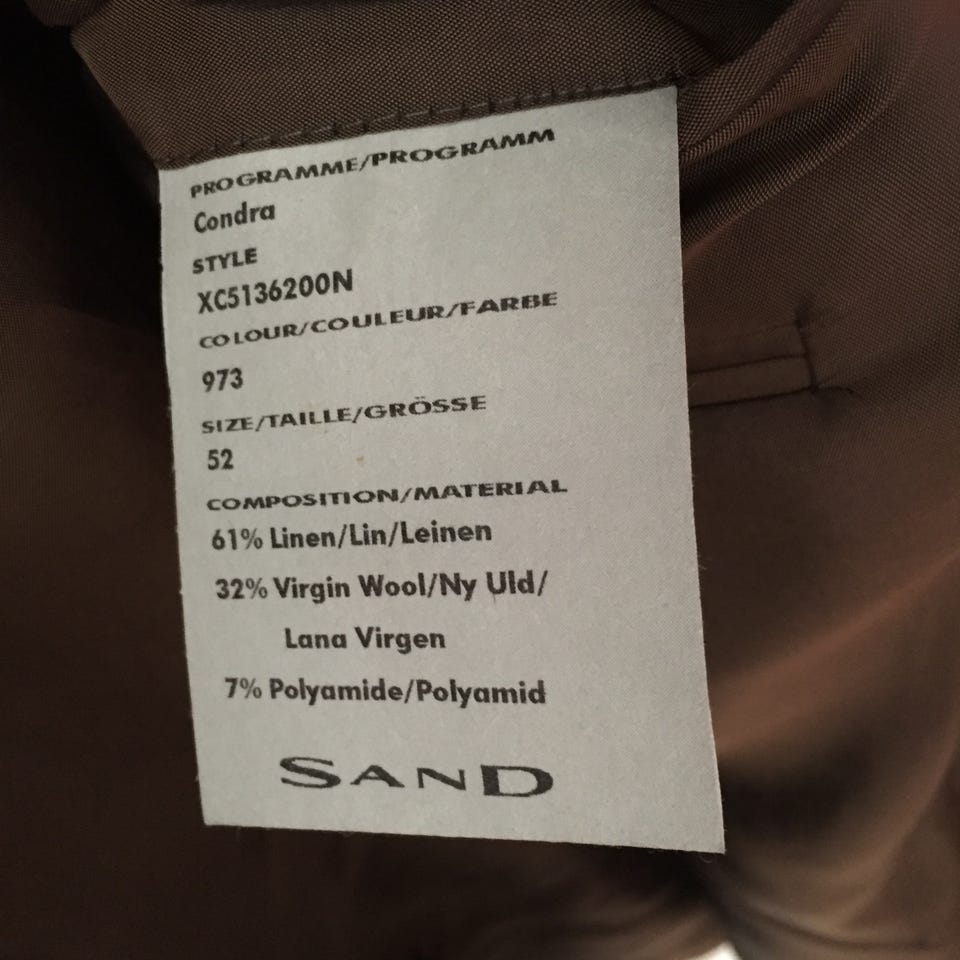 PROGRAMME/PROGRAMM
Condra
STYLE
XC5136200N
COLOUR/COULEUR/FARBE
973
SIZE/TAILLE/GRÖSSE
52
COMPOSITION/MATERIAL
61% Linen/Lin/Leinen
32% Virgin Wool/Ny Uld/
Lana Virgen
7% Polyamide/Polyamid
SAND